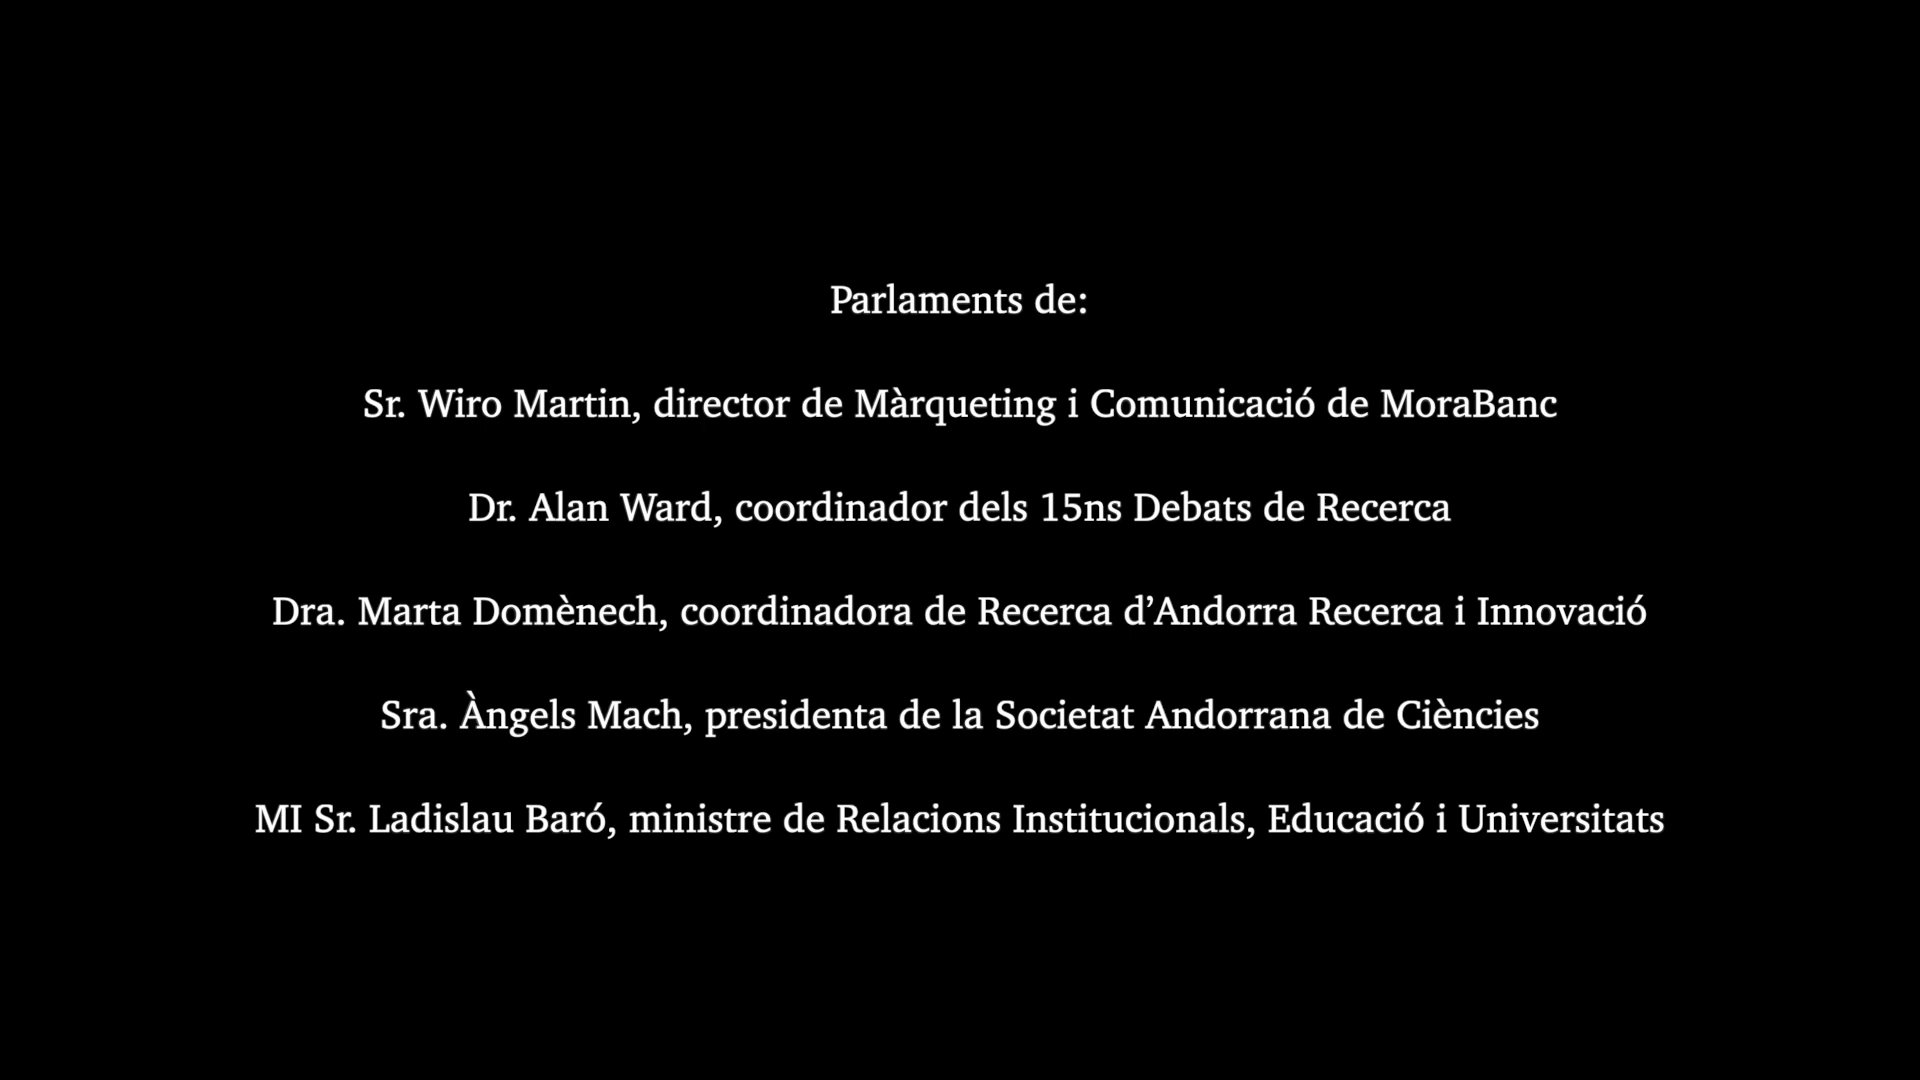 Parlaments de:
Sr. Wiro Martin, director de Màrqueting i Comunicació de MoraBanc
Dr. Alan Ward, coordinador dels 15ns Debats de Recerca
Dra. Marta Domènech, coordinadora de Recerca d’Andorra Recerca i Innovació
Sra. Àngels Mach, presidenta de la Societat Andorrana de Ciències
MI Sr. Ladislau Baró, ministre de Relacions Institucionals, Educació i Universitats